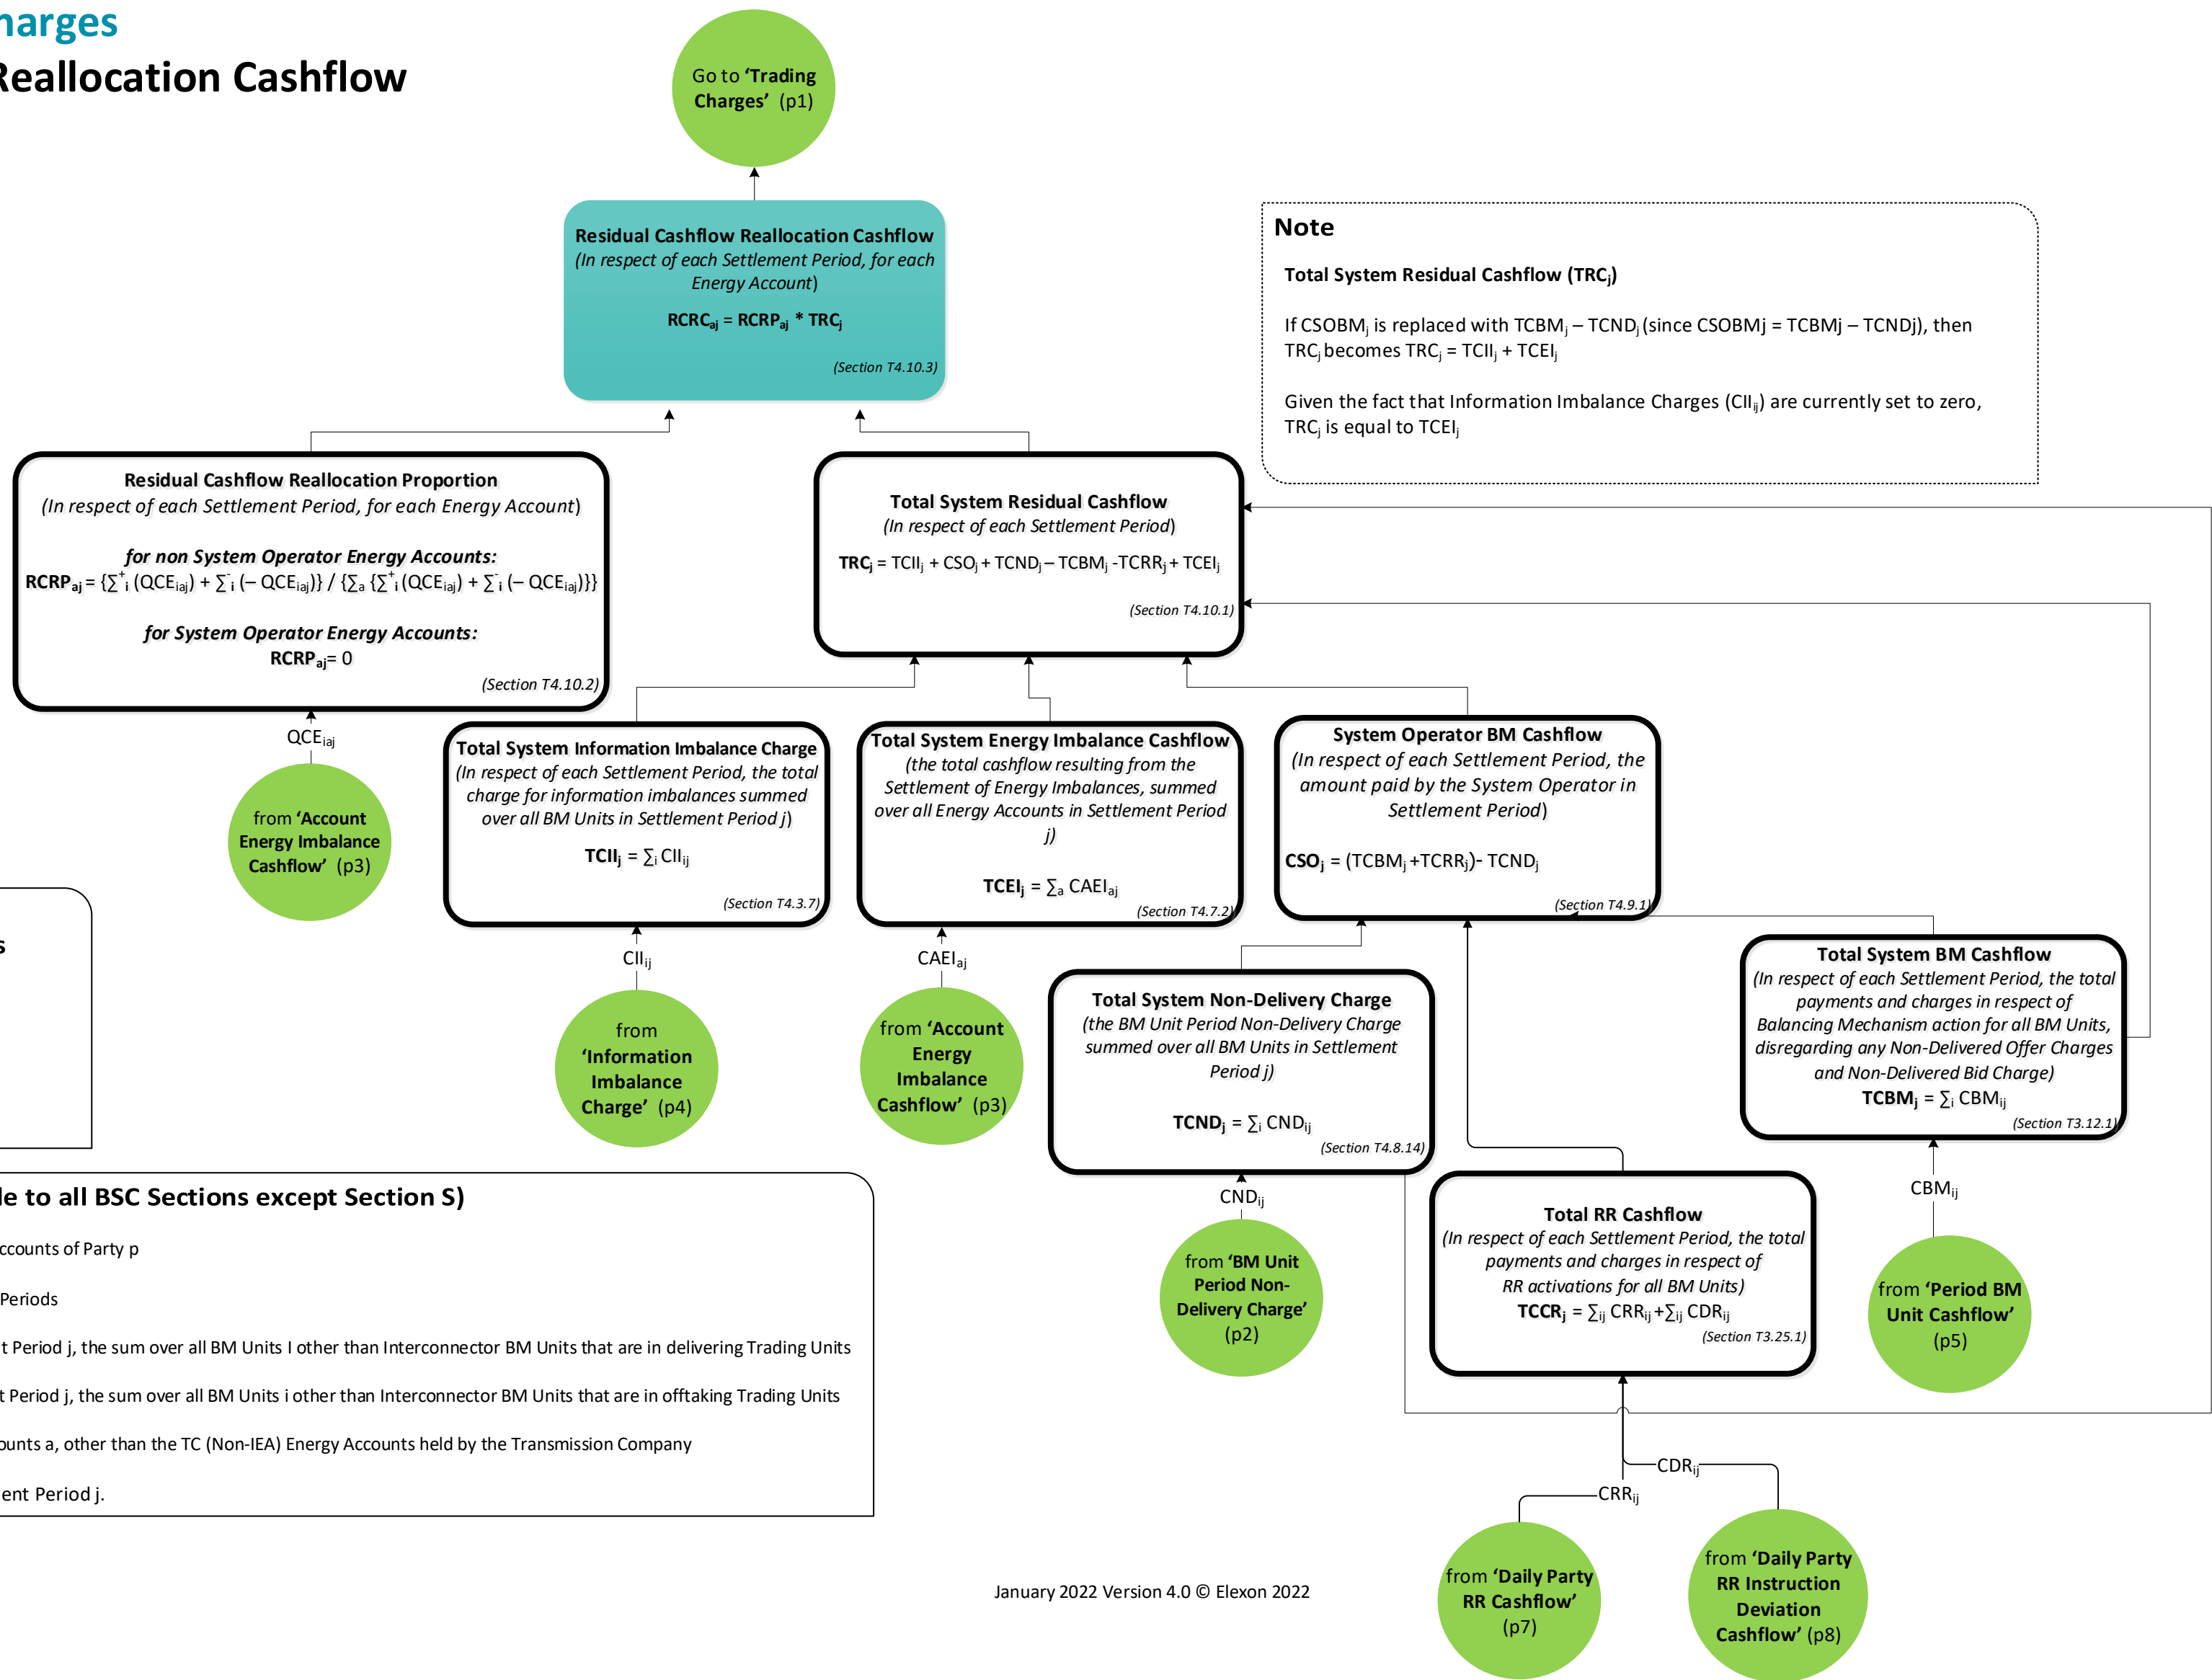 harges
Reallocation Cashflow
Go to ‘Trading
Charges’ (p1)
Residual Cashflow Reallocation Cashflow
(In respect of each Settlement Period, for each
Energy Account)
RCRCaj = RCRPaj * TRCj
(Section T4.10.3)
Note
Total System Residual Cashflow (TRCj)
If CSOBMj is replaced with TCBMj – TCNDj (since CSOBMj = TCBMj – TCNDj), then
TRCj becomes TRCj = TCIIj + TCEIj
Given the fact that Information Imbalance Charges (CIIij) are currently set to zero,
TRCj is equal to TCEIj
Residual Cashflow Reallocation Proportion
(In respect of each Settlement Period, for each Energy Account)
for non System Operator Energy Accounts:
RCRPaj = {∑+i (QCEiaj) + ∑-i (– QCEiaj)} / {∑a {∑+i (QCEiaj) + ∑-i (– QCEiaj)}}
for System Operator Energy Accounts:
RCRPaj= 0
(Section T4.10.2)
Total System Residual Cashflow
(In respect of each Settlement Period)
TRCj = TCIIj + CSOj + TCNDj – TCBMj -TCRRj + TCEIj
(Section T4.10.1)
QCEiaj
from ‘Account
Energy Imbalance
Cashflow’ (p3)
Total System Information Imbalance Charge
(In respect of each Settlement Period, the total
charge for information imbalances summed
over all BM Units in Settlement Period j)
TCIIj = ∑i CIIij
(Section T4.3.7)
Total System Energy Imbalance Cashflow
(the total cashflow resulting from the
Settlement of Energy Imbalances, summed
over all Energy Accounts in Settlement Period
j)
TCEIj = ∑a CAEIaj
(Section T4.7.2)
System Operator BM Cashflow
(In respect of each Settlement Period, the
amount paid by the System Operator in
Settlement Period)
CSOj = (TCBMj +TCRRj)- TCNDj
(Section T4.9.1)
CIIij
from
‘Information
Imbalance
Charge’ (p4)
CAEIaj
from ‘Account
Energy
Imbalance
Cashflow’ (p3)
Total System Non-Delivery Charge
(the BM Unit Period Non-Delivery Charge
summed over all BM Units in Settlement
Period j)
TCNDj = ∑i CNDij
(Section T4.8.14)
Total System BM Cashflow
(In respect of each Settlement Period, the total
payments and charges in respect of
Balancing Mechanism action for all BM Units,
disregarding any Non-Delivered Offer Charges
and Non-Delivered Bid Charge)
TCBMj = ∑i CBMij
(Section T3.12.1)
CNDij
from ‘BM Unit
Period Non-
Delivery Charge’
(p2)
Total RR Cashflow
(In respect of each Settlement Period, the total
payments and charges in respect of
RR activations for all BM Units)
TCCRj = ∑ij CRRij +∑ij CDRij
(Section T3.25.1)
CBMij
from ‘Period BM
Unit Cashflow’
(p5)
CDRij
CRRij
from ‘Daily Party
RR Cashflow’
(p7)
from ‘Daily Party
RR Instruction
Deviation
Cashflow’ (p8)
s
le to all BSC Sections except Section S)
ccounts of Party p
Periods
t Period j, the sum over all BM Units I other than Interconnector BM Units that are in delivering Trading Units
t Period j, the sum over all BM Units i other than Interconnector BM Units that are in offtaking Trading Units
ounts a, other than the TC (Non-IEA) Energy Accounts held by the Transmission Company
ent Period j.
January 2022 Version 4.0 © Elexon 2022